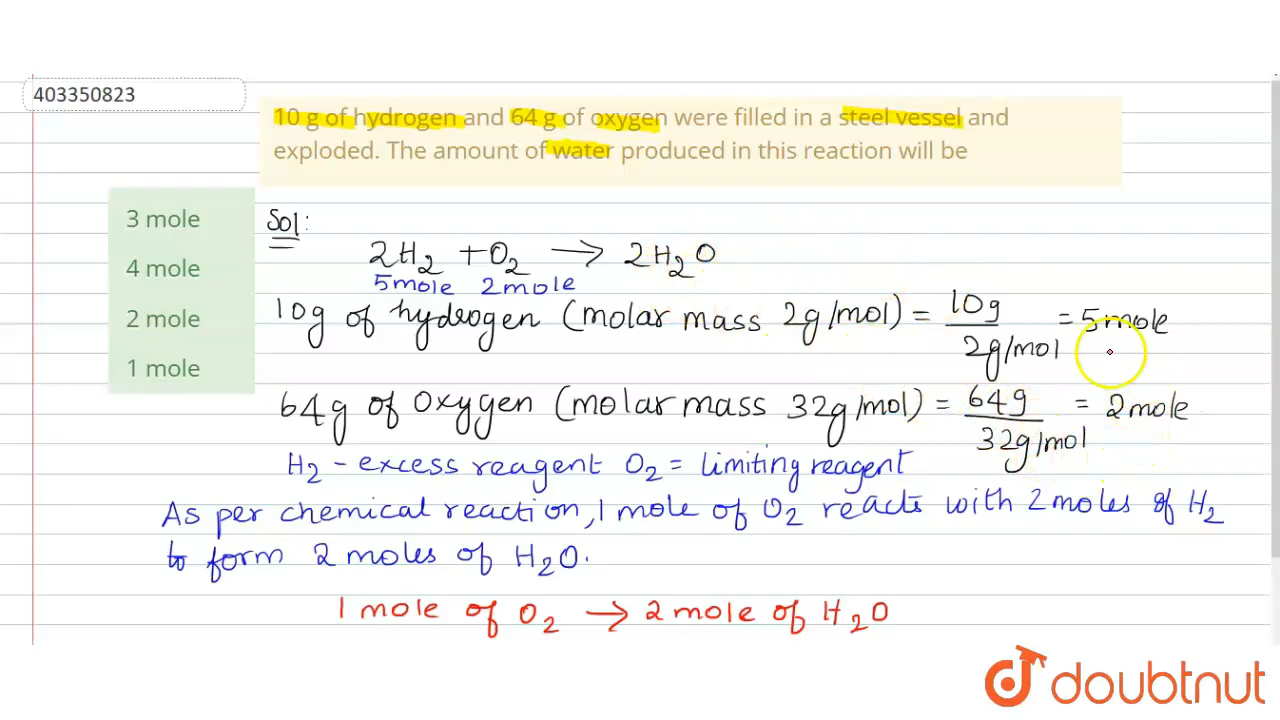 403350823
10 g of hydrogen and 64 g of oxygen were filled in a steel vessel and
exploded. The amount of water produced in this reaction will be
3 mole
4 mole
2 mole
1 mole
Sol:
2H₂ + O₂ → 2H₂O
5mole 2mole
10g of hydrogen (molar mass 2g/mol) = 10g / 2g/mol = 5mole
64g of oxygen (molar mass 32g/mol) = 64g / 32g/mol = 2mole
H₂ - excess reagent O₂ = limiting reagent
As per chemical reaction, 1 mole of O₂ reacts with 2 moles of H₂
to form 2 moles of H₂O.
1 mole of O₂ → 2 mole of H₂O
doubtnut